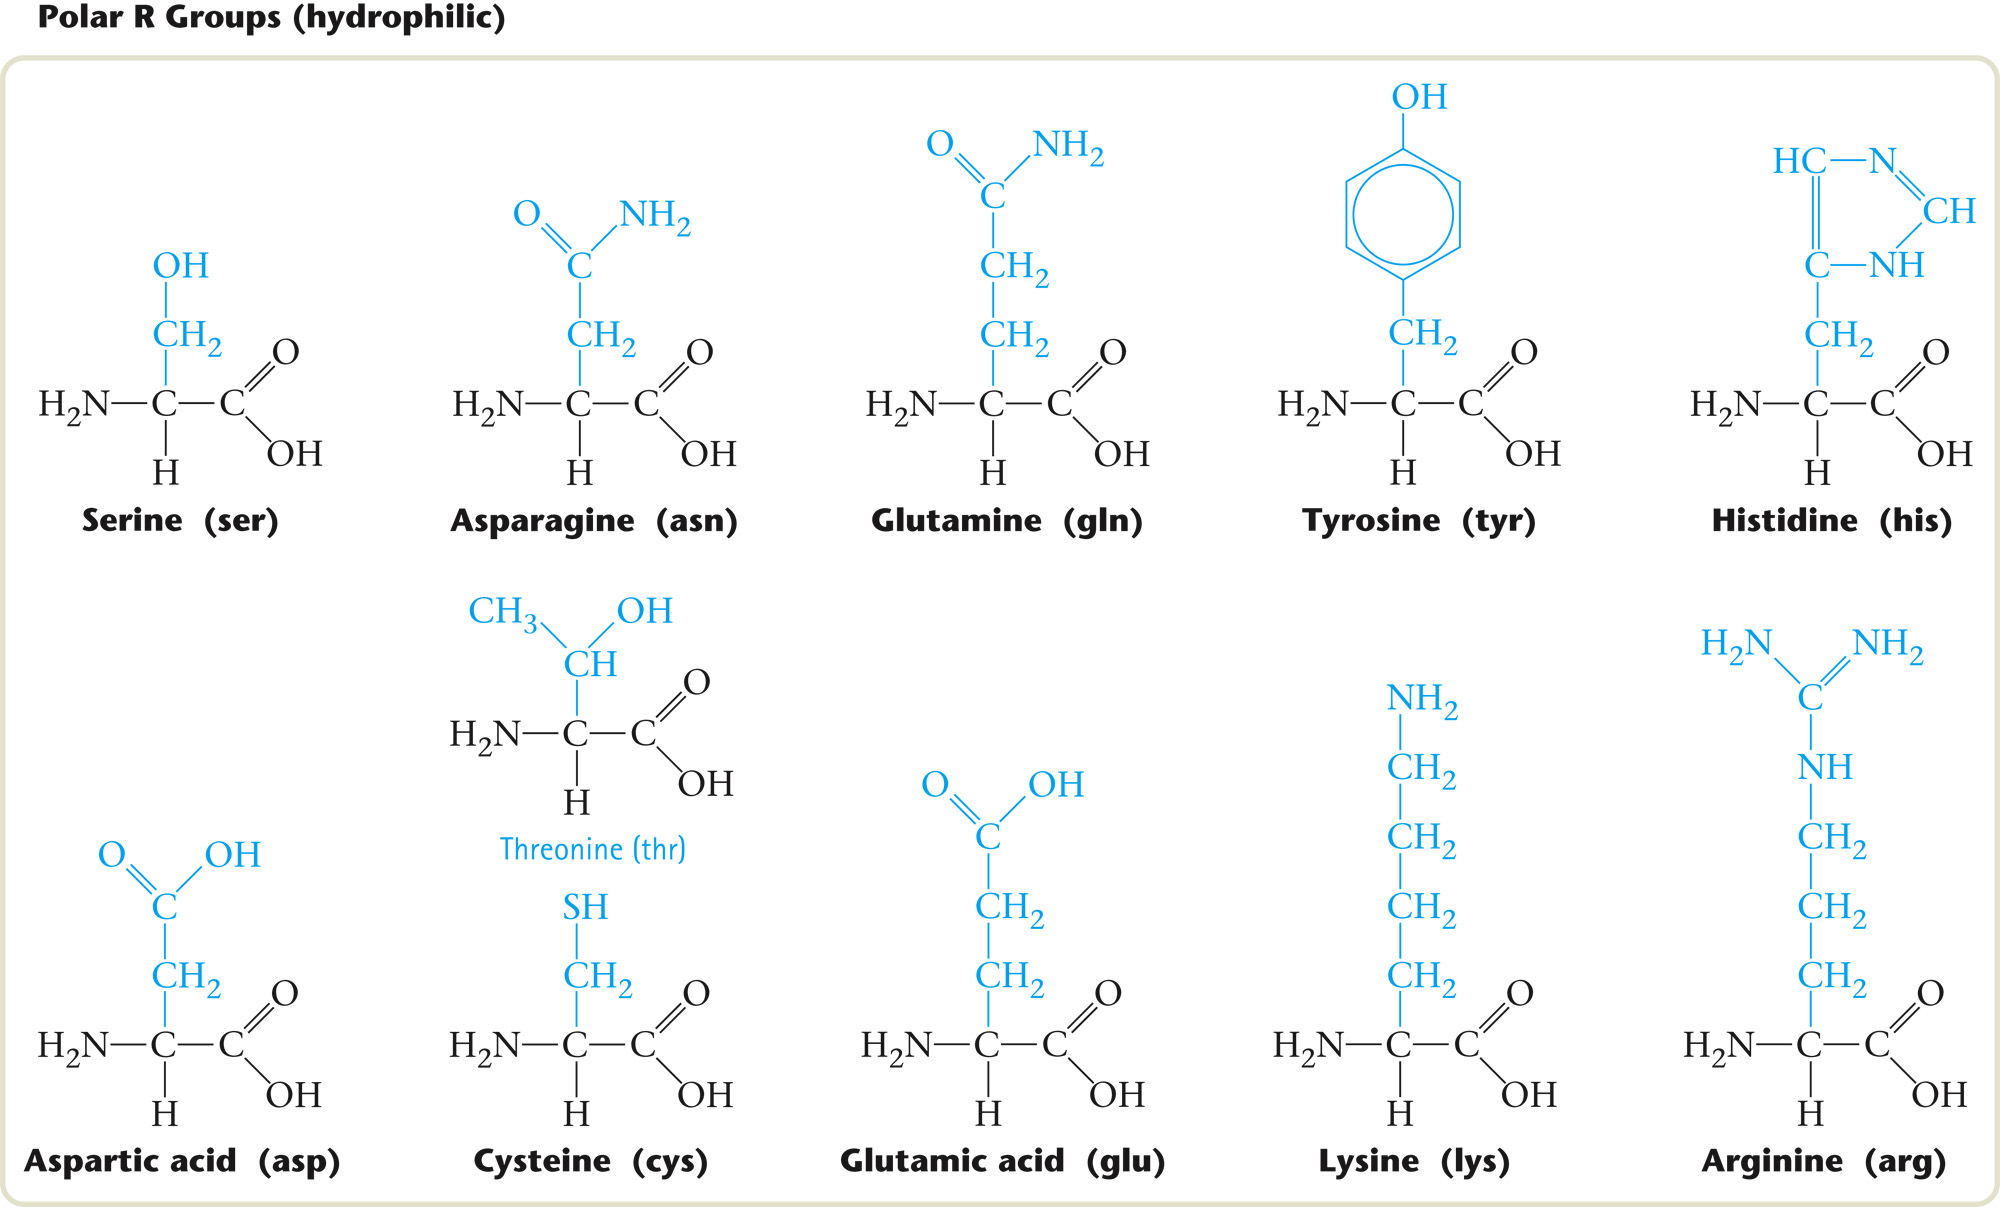 Polar R Groups (hydrophilic)
OH
CH2
H2N C C O
OH
H
Serine (ser)
O NH2
C
CH2
H2N C C O
OH
H
Asparagine (asn)
O NH2
C
CH2
CH2
H2N C C O
OH
H
Glutamine (gln)
OH
CH2
H2N C C O
OH
H
Tyrosine (tyr)
HC N
CH
C NH
CH2
H2N C C O
OH
H
Histidine (his)
O OH
C
CH2
H2N C C O
OH
H
Aspartic acid (asp)
CH3 OH
CH
H2N C C O
OH
H
Threonine (thr)
SH
CH2
H2N C C O
OH
H
Cysteine (cys)
O OH
C
CH2
CH2
H2N C C O
OH
H
Glutamic acid (glu)
NH2
CH2
CH2
CH2
CH2
H2N C C O
OH
H
Lysine (lys)
H2N NH2
C
NH
CH2
CH2
CH2
H2N C C O
OH
H
Arginine (arg)